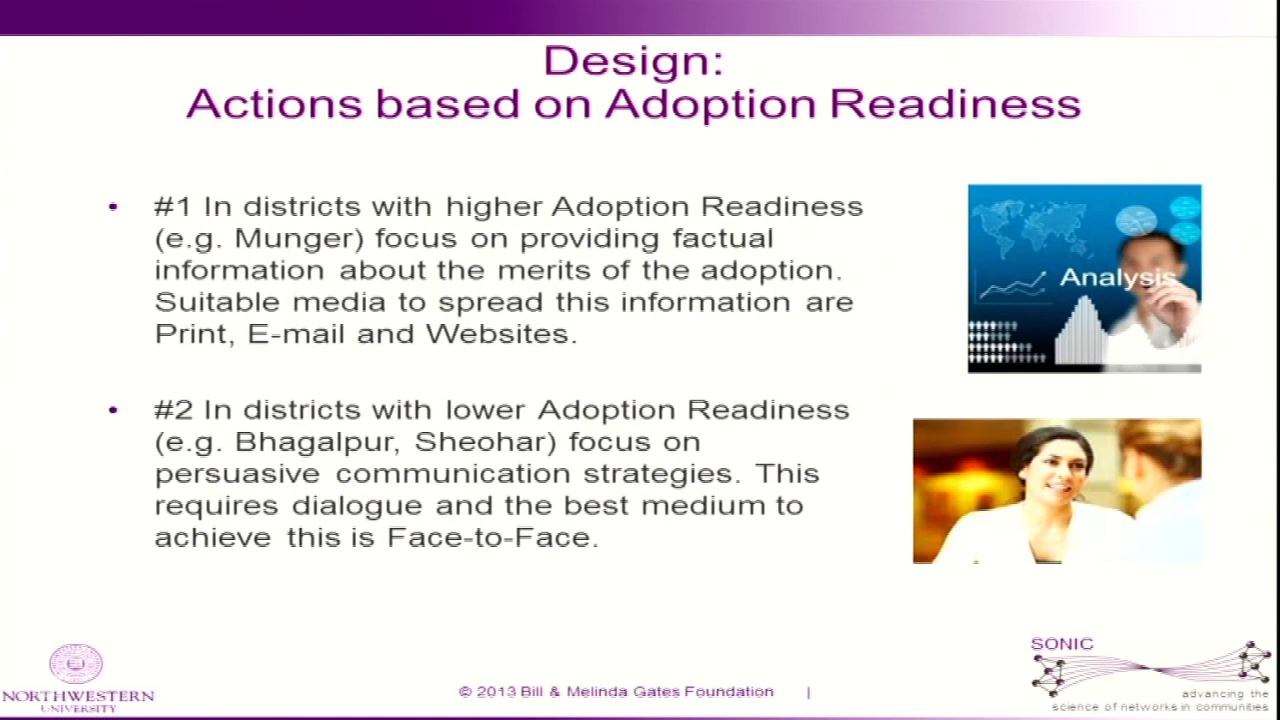 Design:
Actions based on Adoption Readiness
• #1 In districts with higher Adoption Readiness
(e.g. Munger) focus on providing factual
information about the merits of the adoption.
Suitable media to spread this information are
Print, E-mail and Websites.
Analysis
• #2 In districts with lower Adoption Readiness
(e.g. Bhagalpur, Sheohar) focus on
persuasive communication strategies. This
requires dialogue and the best medium to
achieve this is Face-to-Face.
NORTHWESTERN
UNIVERSITY
© 2013 Bill & Melinda Gates Foundation |
SONIC
advancing the
science of networks in communities